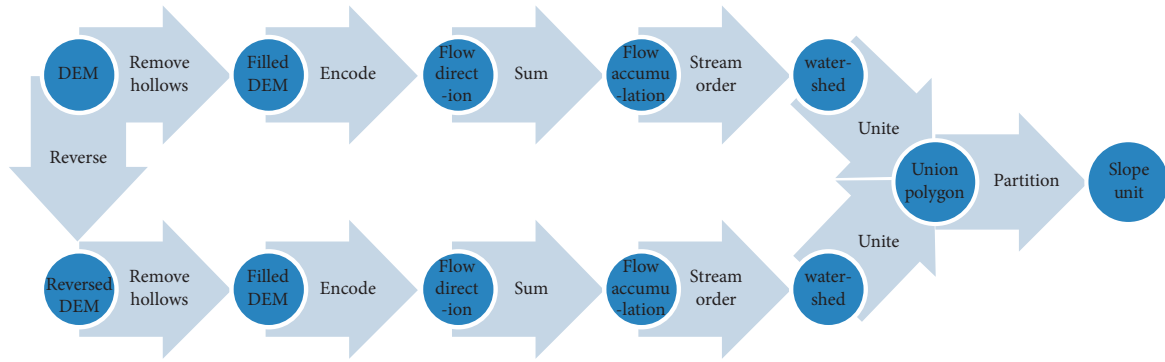 DEM
Remove
hollows
Filled
DEM
Encode
Flow
direct
-ion
Sum
Flow
accumu
-lation
Stream
order
water-
shed
Unite
Reverse
Union
polygon
Partition
Slope
unit
Reversed
DEM
Remove
hollows
Filled
DEM
Encode
Flow
direct
-ion
Sum
Flow
accumu
-lation
Stream
order
water-
shed
Unite